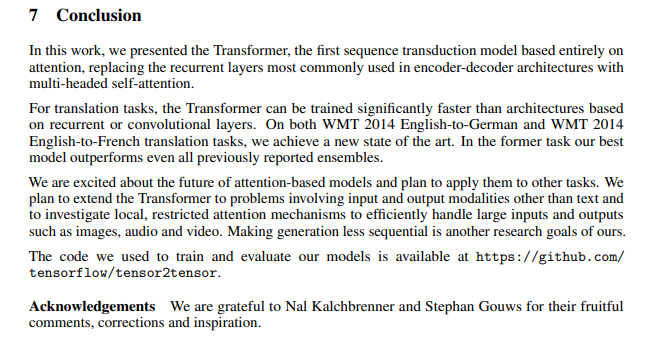 7 Conclusion
In this work, we presented the Transformer, the first sequence transduction model based entirely on
attention, replacing the recurrent layers most commonly used in encoder-decoder architectures with
multi-headed self-attention.
For translation tasks, the Transformer can be trained significantly faster than architectures based
on recurrent or convolutional layers. On both WMT 2014 English-to-German and WMT 2014
English-to-French translation tasks, we achieve a new state of the art. In the former task our best
model outperforms even all previously reported ensembles.
We are excited about the future of attention-based models and plan to apply them to other tasks. We
plan to extend the Transformer to problems involving input and output modalities other than text and
to investigate local, restricted attention mechanisms to efficiently handle large inputs and outputs
such as images, audio and video. Making generation less sequential is another research goals of ours.
The code we used to train and evaluate our models is available at https://github.com/
tensorflow/tensor2tensor.
Acknowledgements We are grateful to Nal Kalchbrenner and Stephan Gouws for their fruitful
comments, corrections and inspiration.